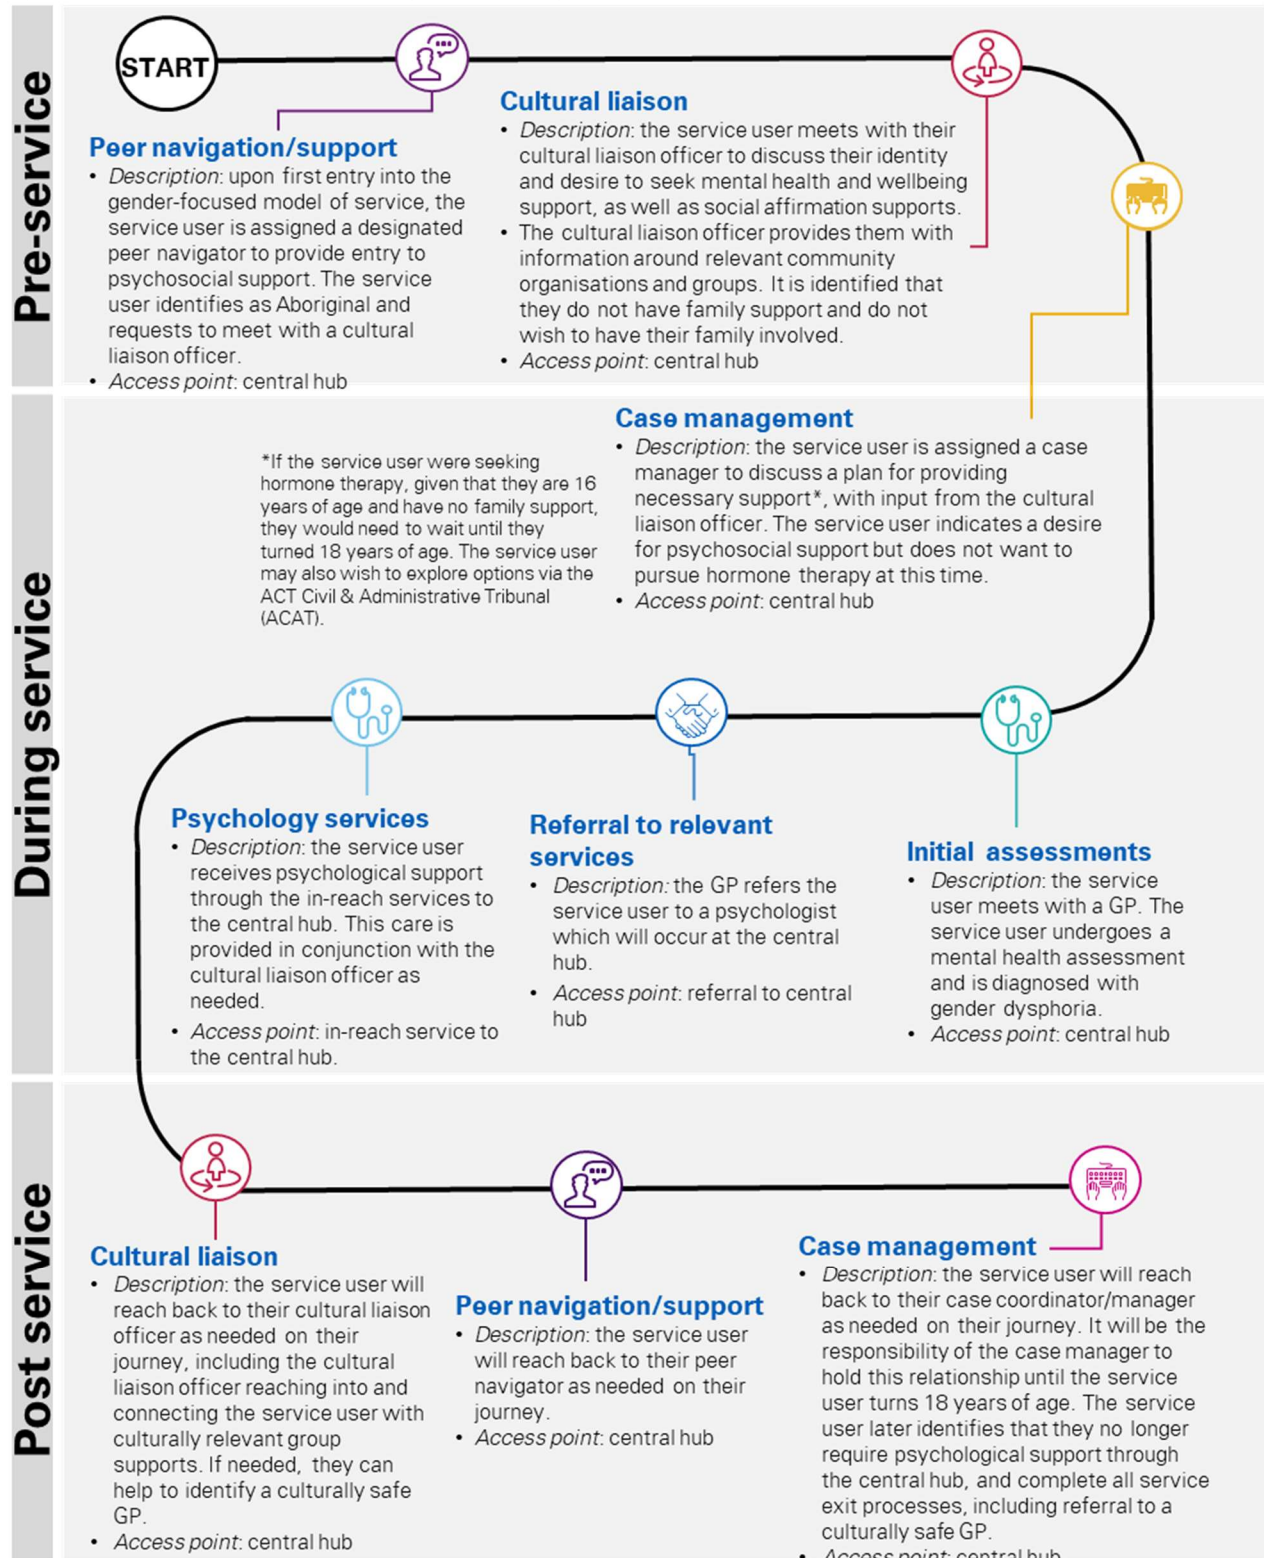 Pre-service
START
Peer navigation/support
• Description: upon first entry into the
gender-focused model of service, the
service user is assigned a designated
peer navigator to provide entry to
psychosocial support. The service
user identifies as Aboriginal and
requests to meet with a cultural
liaison officer.
• Access point: central hub
Cultural liaison
• Description: the service user meets with their
cultural liaison officer to discuss their identity
and desire to seek mental health and wellbeing
support, as well as social affirmation supports.
• The cultural liaison officer provides them with
information around relevant community
organisations and groups. It is identified that
they do not have family support and do not
wish to have their family involved.
• Access point: central hub
During service
Case management
• Description: the service user is assigned a case
manager to discuss a plan for providing
necessary support*, with input from the cultural
liaison officer. The service user indicates a desire
for psychosocial support but does not want to
pursue hormone therapy at this time.
• Access point: central hub
*If the service user were seeking
hormone therapy, given that they are 16
years of age and have no family support,
they would need to wait until they
turned 18 years of age. The service user
may also wish to explore options via the
ACT Civil & Administrative Tribunal
(ACAT).
Initial assessments
• Description: the service
user meets with a GP. The
service user undergoes a
mental health assessment
and is diagnosed with
gender dysphoria.
• Access point: central hub
Referral to relevant
services
• Description: the GP refers the
service user to a psychologist
which will occur at the central
hub.
• Access point: referral to central
hub
Psychology services
• Description: the service user
receives psychological support
through the in-reach services to
the central hub. This care is
provided in conjunction with the
cultural liaison officer as
needed.
• Access point: in-reach service to
the central hub.
Post service
Cultural liaison
• Description: the service user will
reach back to their cultural liaison
officer as needed on their
journey, including the cultural
liaison officer reaching into and
connecting the service user with
culturally relevant group
supports. If needed, they can
help to identify a culturally safe
GP.
• Access point: central hub
Peer navigation/support
• Description: the service user
will reach back to their peer
navigator as needed on their
journey.
• Access point: central hub
Case management
• Description: the service user will reach
back to their case coordinator/manager
as needed on their journey. It will be the
responsibility of the case manager to
hold this relationship until the service
user turns 18 years of age. The service
user later identifies that they no longer
require psychological support through
the central hub, and complete all service
exit processes, including referral to a
culturally safe GP.
• Access point: central hub